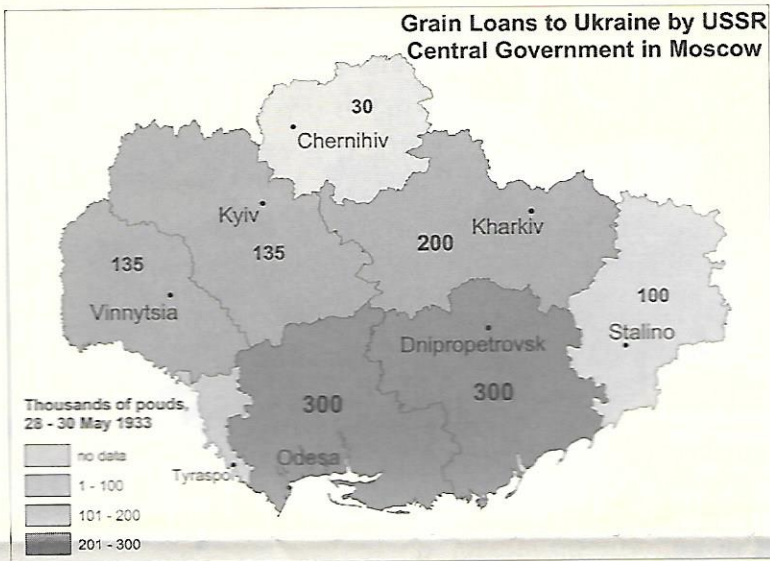 Grain Loans to Ukraine by USSR
Central Government in Moscow
30
Chernihiv
Kyiv
135
Kharkiv
200
135
Vinnytsia
100
Stalino
Dnipropetrovsk
300
300
Odesa
Tyraspol
Thousands of pouds,
28 - 30 May 1933
no data
1 - 100
101 - 200
201 - 300